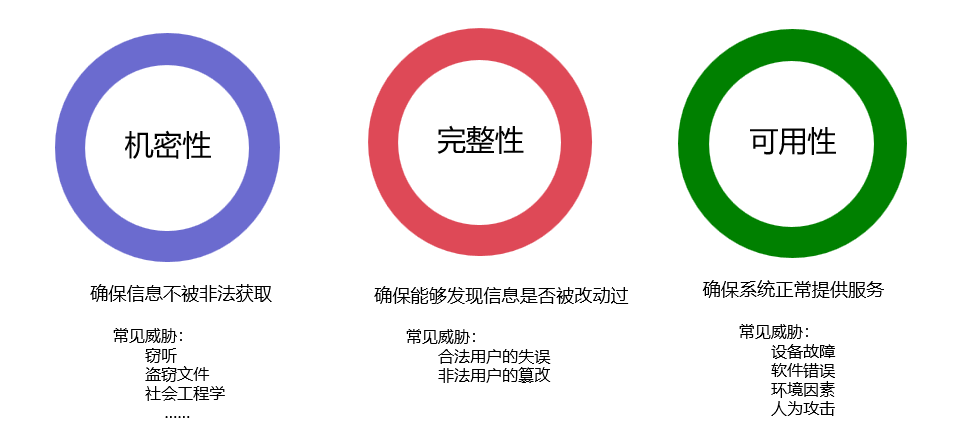 机密性
确保信息不被非法获取
常见威胁：
窃听
盗窃文件
社会工程学
……
完整性
确保能够发现信息是否被改动过
常见威胁：
合法用户的失误
非法用户的篡改
可用性
确保系统正常提供服务
常见威胁：
设备故障
软件错误
环境因素
人为攻击